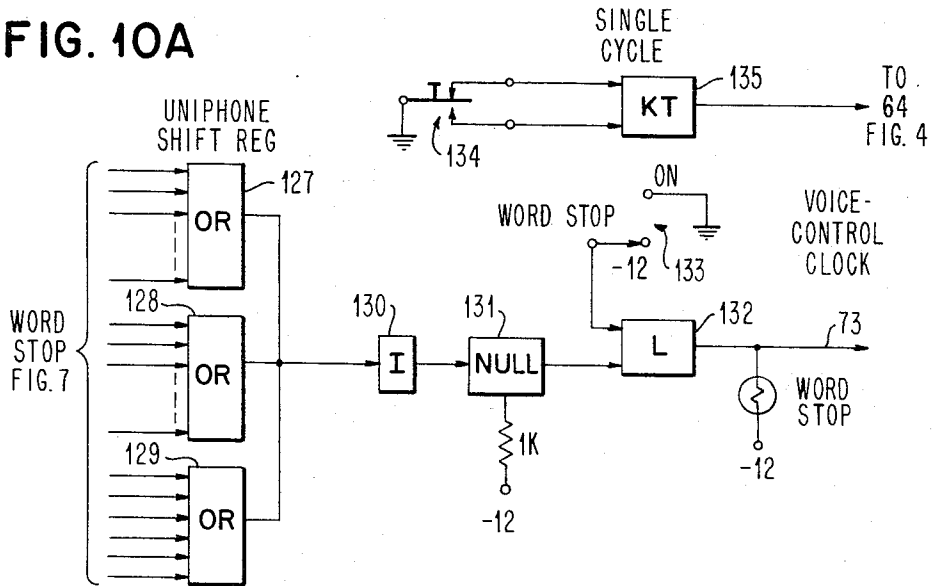 FIG. 10A
SINGLE
CYCLE
T
134
KT
135
TO
64
FIG. 4
UNIPHONE
SHIFT REG
OR
127
WORD
STOP
FIG. 7
128
OR
129
OR
130
I
131
NULL
1K
-12
WORD STOP
ON
-12
133
132
L
VOICE-
CONTROL
CLOCK
73
WORD
STOP
-12